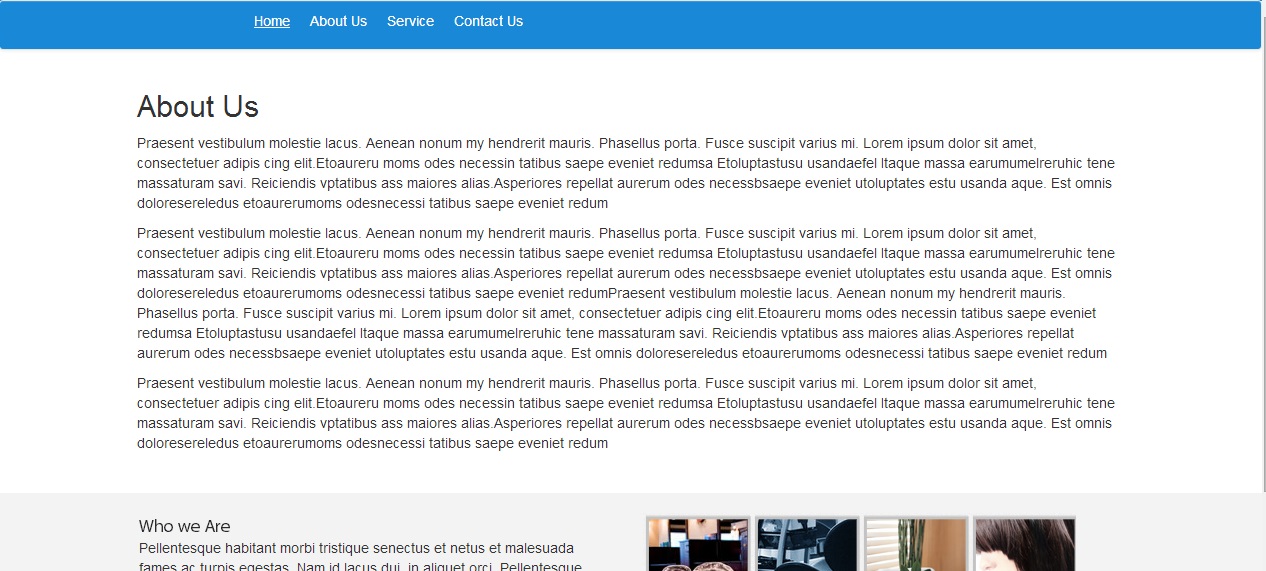 Home About Us Service Contact Us
About Us
Praesent vestibulum molestie lacus. Aenean nonum my hendrerit mauris. Phasellus porta. Fusce suscipit varius mi. Lorem ipsum dolor sit amet,
consectetuer adipis cing elit.Etoaureru moms odes necessin tatibus saepe eveniet redumsa Etoluptastusu usandaefel Itaque massa earumumelreruhic tene
massaturam savi. Reiciendis vptatibus ass maiores alias.Asperiores repellat aurerum odes necessbsaepe eveniet utoluptates estu usanda aque. Est omnis
doloresereledus etoaurerumoms odesnecessi tatibus saepe eveniet redum
Praesent vestibulum molestie lacus. Aenean nonum my hendrerit mauris. Phasellus porta. Fusce suscipit varius mi. Lorem ipsum dolor sit amet,
consectetuer adipis cing elit.Etoaureru moms odes necessin tatibus saepe eveniet redumsa Etoluptastusu usandaefel Itaque massa earumumelreruhic tene
massaturam savi. Reiciendis vptatibus ass maiores alias.Asperiores repellat aurerum odes necessbsaepe eveniet utoluptates estu usanda aque. Est omnis
doloresereledus etoaurerumoms odesnecessi tatibus saepe eveniet redumPraesent vestibulum molestie lacus. Aenean nonum my hendrerit mauris.
Phasellus porta. Fusce suscipit varius mi. Lorem ipsum dolor sit amet, consectetuer adipis cing elit.Etoaureru moms odes necessin tatibus saepe eveniet
redumsa Etoluptastusu usandaefel Itaque massa earumumelreruhic tene massaturam savi. Reiciendis vptatibus ass maiores alias.Asperiores repellat
aurerum odes necessbsaepe eveniet utoluptates estu usanda aque. Est omnis doloresereledus etoaurerumoms odesnecessi tatibus saepe eveniet redum
Praesent vestibulum molestie lacus. Aenean nonum my hendrerit mauris. Phasellus porta. Fusce suscipit varius mi. Lorem ipsum dolor sit amet,
consectetuer adipis cing elit.Etoaureru moms odes necessin tatibus saepe eveniet redumsa Etoluptastusu usandaefel Itaque massa earumumelreruhic tene
massaturam savi. Reiciendis vptatibus ass maiores alias.Asperiores repellat aurerum odes necessbsaepe eveniet utoluptates estu usanda aque. Est omnis
doloresereledus etoaurerumoms odesnecessi tatibus saepe eveniet redum
Who we Are
Pellentesque habitant morbi tristique senectus et netus et malesuada
fames ac turpis egestas. Nam id lacus dui, in aliquet orci. Pellentesque